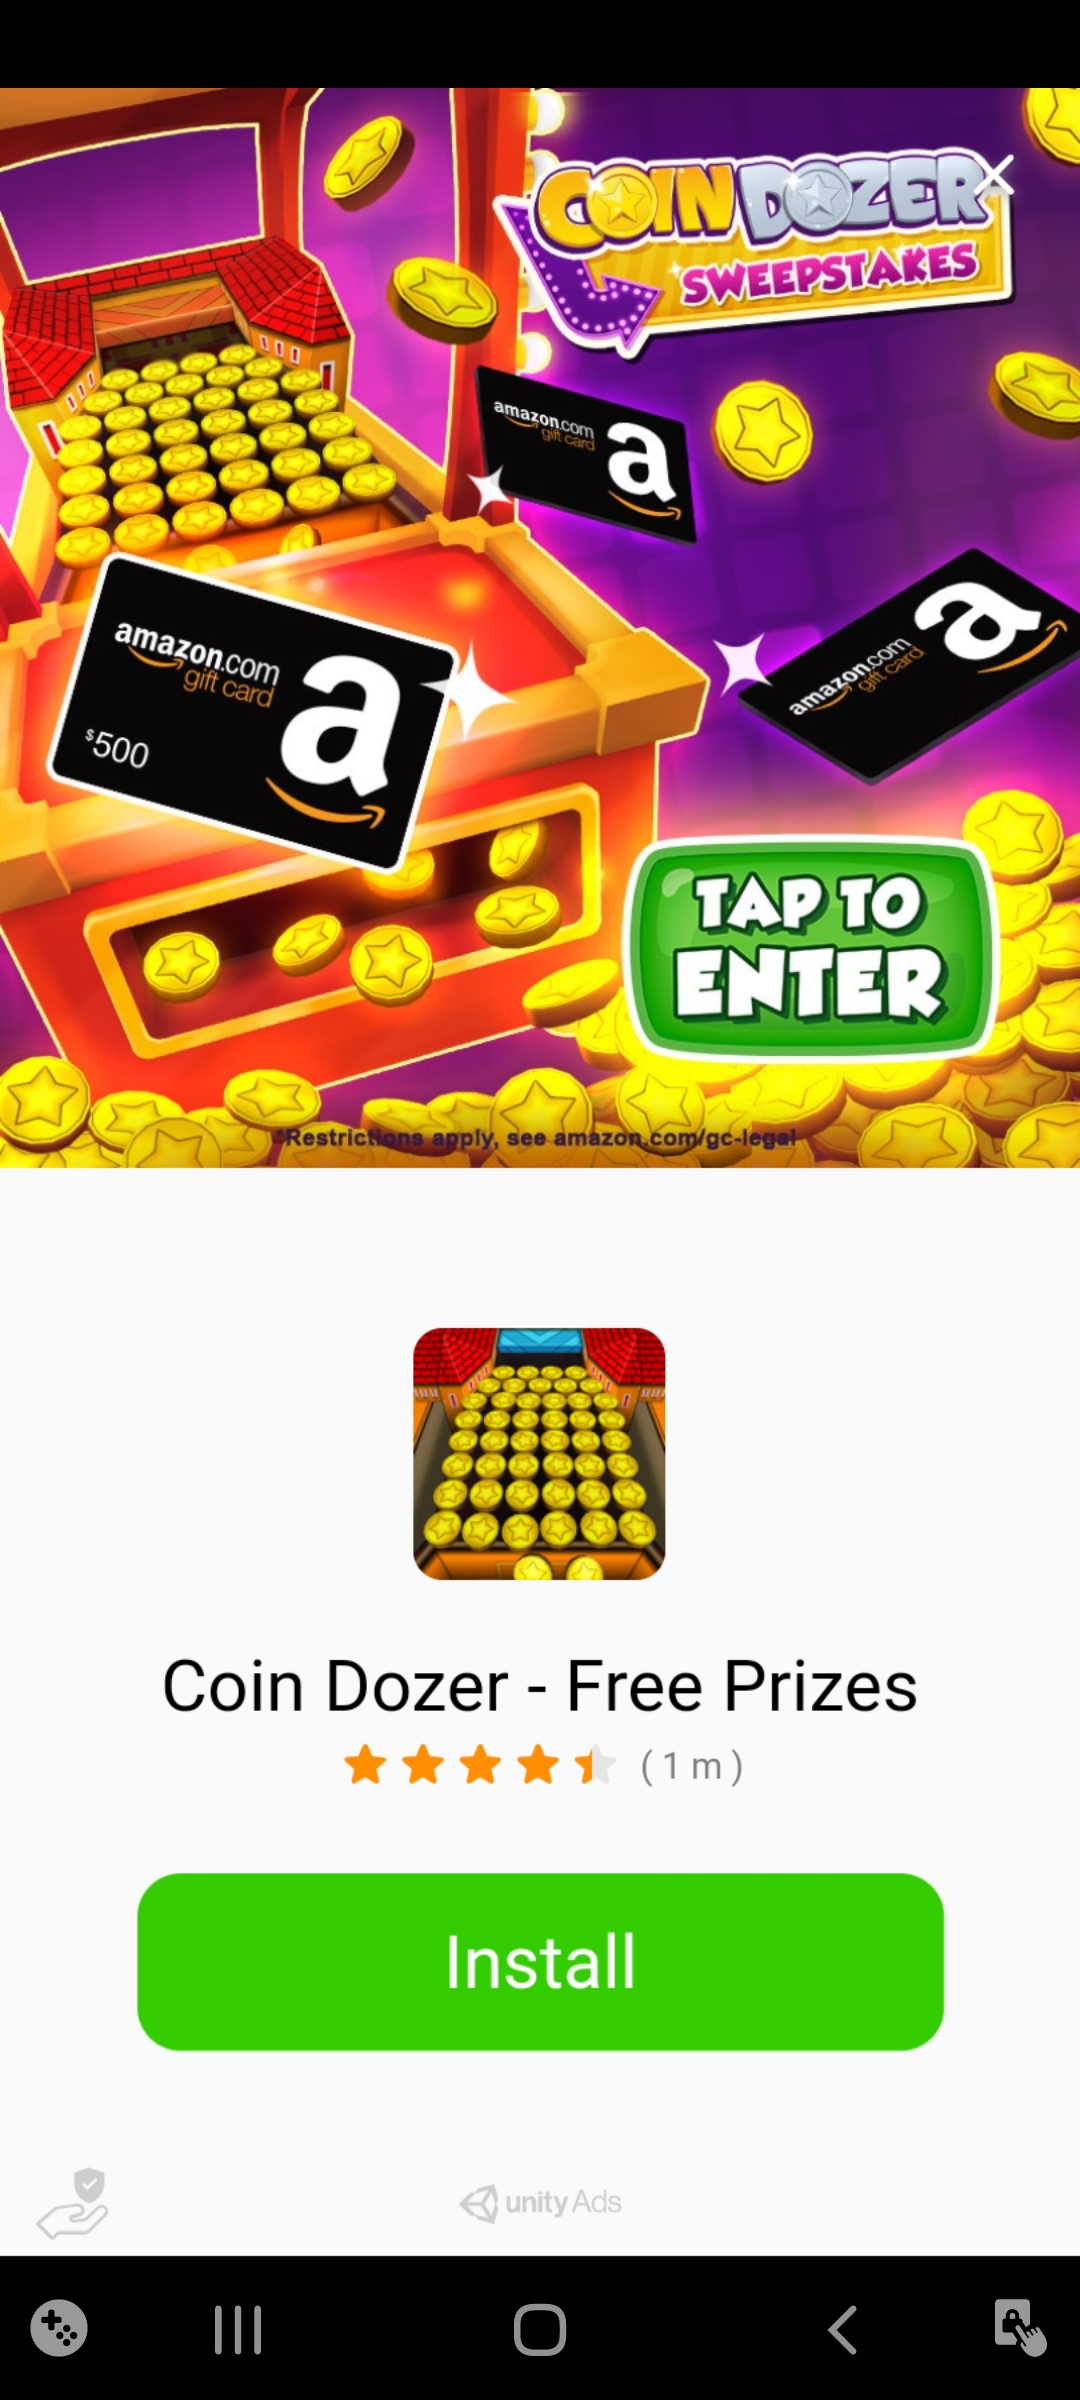 COIN DOZER
SWEEPSTAKES
amazon.com
gift card
a
amazon.com
gift card
a
$500
amazon.com
gift card
a
TAP TO
ENTER
*Restrictions apply, see amazon.com/gc-legal
Coin Dozer - Free Prizes
(1 m)
Install
unity Ads